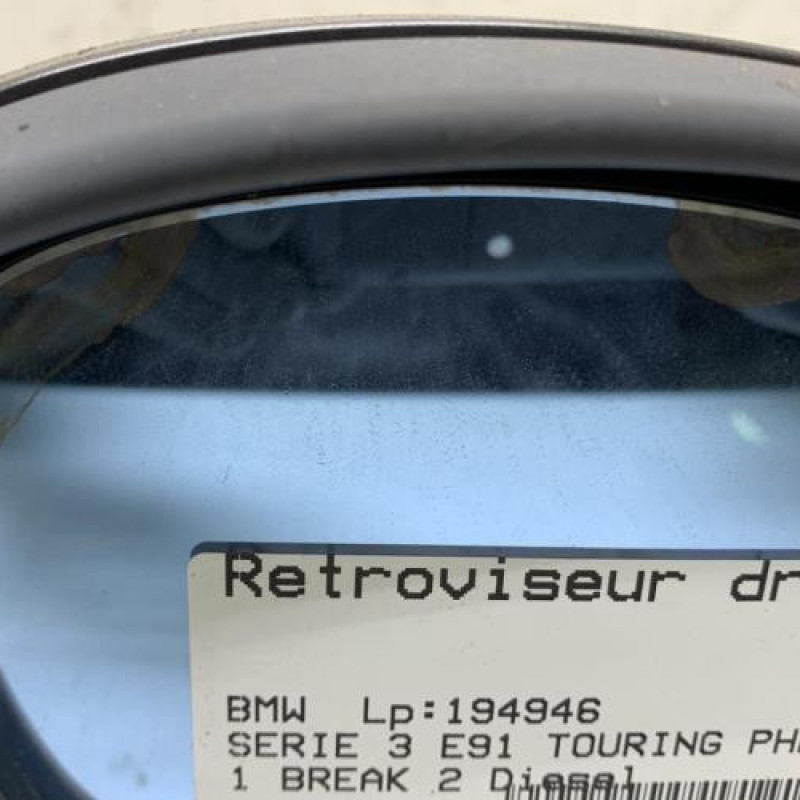 Retroviseur dr
BMW Lp:194946
SERIE 3 E91 TOURING PH
1 BREAK 2 Diesel